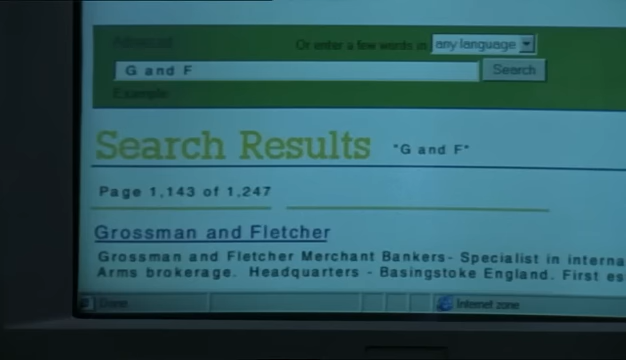 Advanced
Or enter a few words in any language
G and F
Search
Example
Search Results "G and F"
Page 1,143 of 1,247
Grossman and Fletcher
Grossman and Fletcher Merchant Bankers- Specialist in interna
Arms brokerage. Headquarters - Basingstoke England. First es
Done
Internet zone